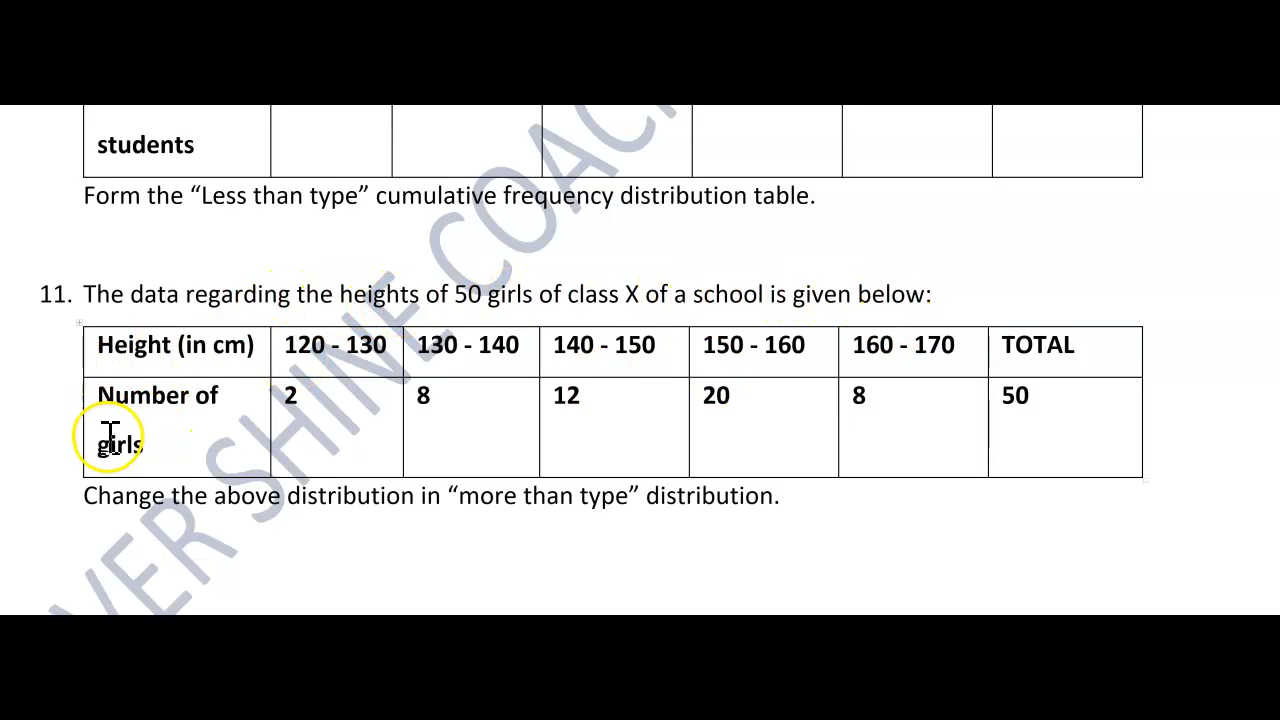 students
Form the “Less than type” cumulative frequency distribution table.
11. The data regarding the heights of 50 girls of class X of a school is given below:
Height (in cm) 120 - 130 130 - 140 140 - 150 150 - 160 160 - 170 TOTAL
Number of 2 8 12 20 8 50
girls
Change the above distribution in “more than type” distribution.
VER SHINE COACH